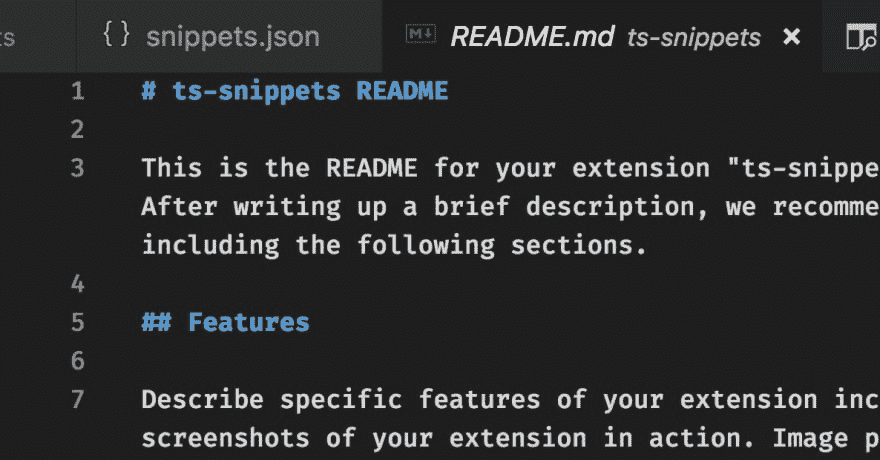 ts
{ } snippets.json
M↓ README.md ts-snippets ×
1 # ts-snippets README
2
3 This is the README for your extension "ts-snippe
After writing up a brief description, we recomme
including the following sections.
4
5 ## Features
6
7 Describe specific features of your extension inc
screenshots of your extension in action. Image p